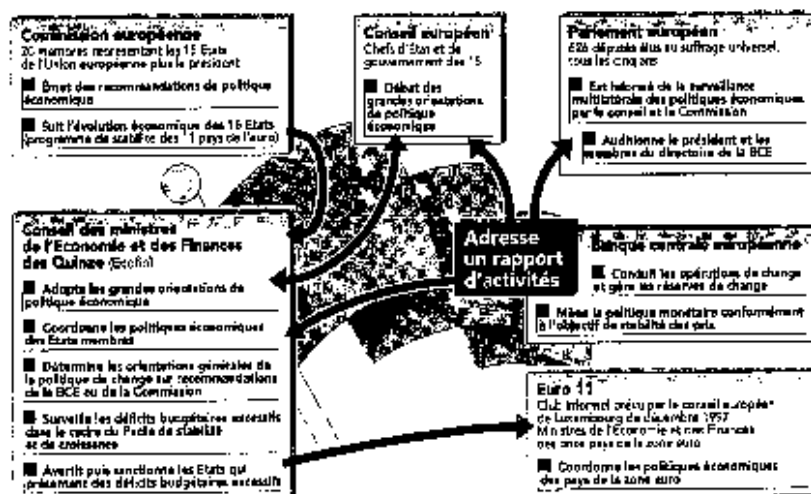 Commission européenne
20 membres représentant les 15 Etats
de l'Union européenne plus le président
■ Émet des recommandations de politique
économique
■ Suit l'évolution économique des 15 Etats
(programme de stabilité des 11 pays de l'euro)
Conseil européen
Chefs d'Etat et de
gouvernement des 15
■ Débat des
grandes orientations
de politique
économique
Parlement européen
626 députés élus au suffrage universel,
tous les cinq ans
■ Est informé de la surveillance
multilatérale des politiques économiques
par le conseil et la Commission
■ Auditionne le président et les
membres du directoire de la BCE
Conseil des ministres
de l'Economie et des Finances
des Quinze (Ecofin)
■ Adopte les grandes orientations de
politique économique
■ Coordonne les politiques économiques
des Etats membres
■ Détermine les orientations générales de
la politique de change sur recommandations
de la BCE ou de la Commission
■ Surveille les déficits budgétaires excessifs
dans le cadre du Pacte de stabilité
et de croissance
■ Avertit puis sanctionne les Etats qui
présentent des déficits budgétaires excessifs
Adresse
un rapport
d'activités
Banque centrale européenne
■ Conduit les opérations de change
et gère les réserves de change
■ Mène la politique monétaire conformément
à l'objectif de stabilité des prix
Euro 11
Club informel prévu par le conseil européen
de Luxembourg de décembre 1997
Ministres de l'Économie et des Finances
des onze pays de la zone euro
■ Coordonne les politiques économiques
des pays de la zone euro